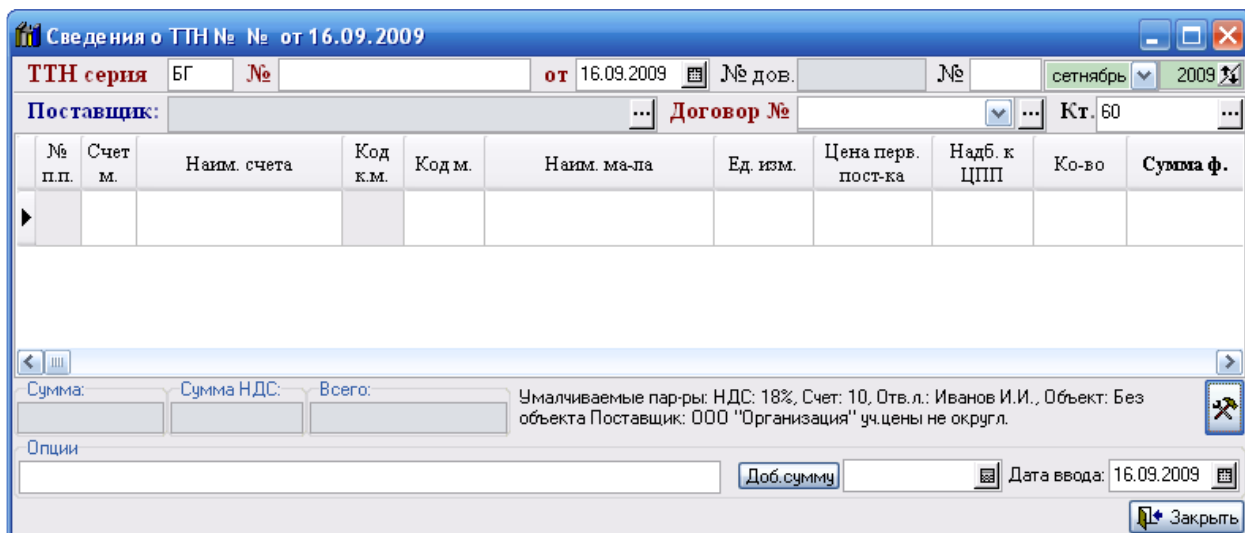 Сведения о ТТН № № от 16.09.2009
ТТН серия БГ № от 16.09.2009 № дов. № сетнябрь 2009
Поставщик: ... Договор № ... Кт. 60 ...
№ п.п. Счет м. Наим. счета Код к.м. Код м. Наим. ма-ла Ед. изм. Цена перв. пост-ка Надб. к ЦПП Ко-во Сумма ф.
Сумма: Сумма НДС: Всего:
Умалчиваемые пар-ры: НДС: 18%, Счет: 10, Отв.л.: Иванов И.И., Объект: Без
объекта Поставщик: ООО "Организация" уч.цены не округл.
Опции
Доб.сумму Дата ввода: 16.09.2009
Закрыть